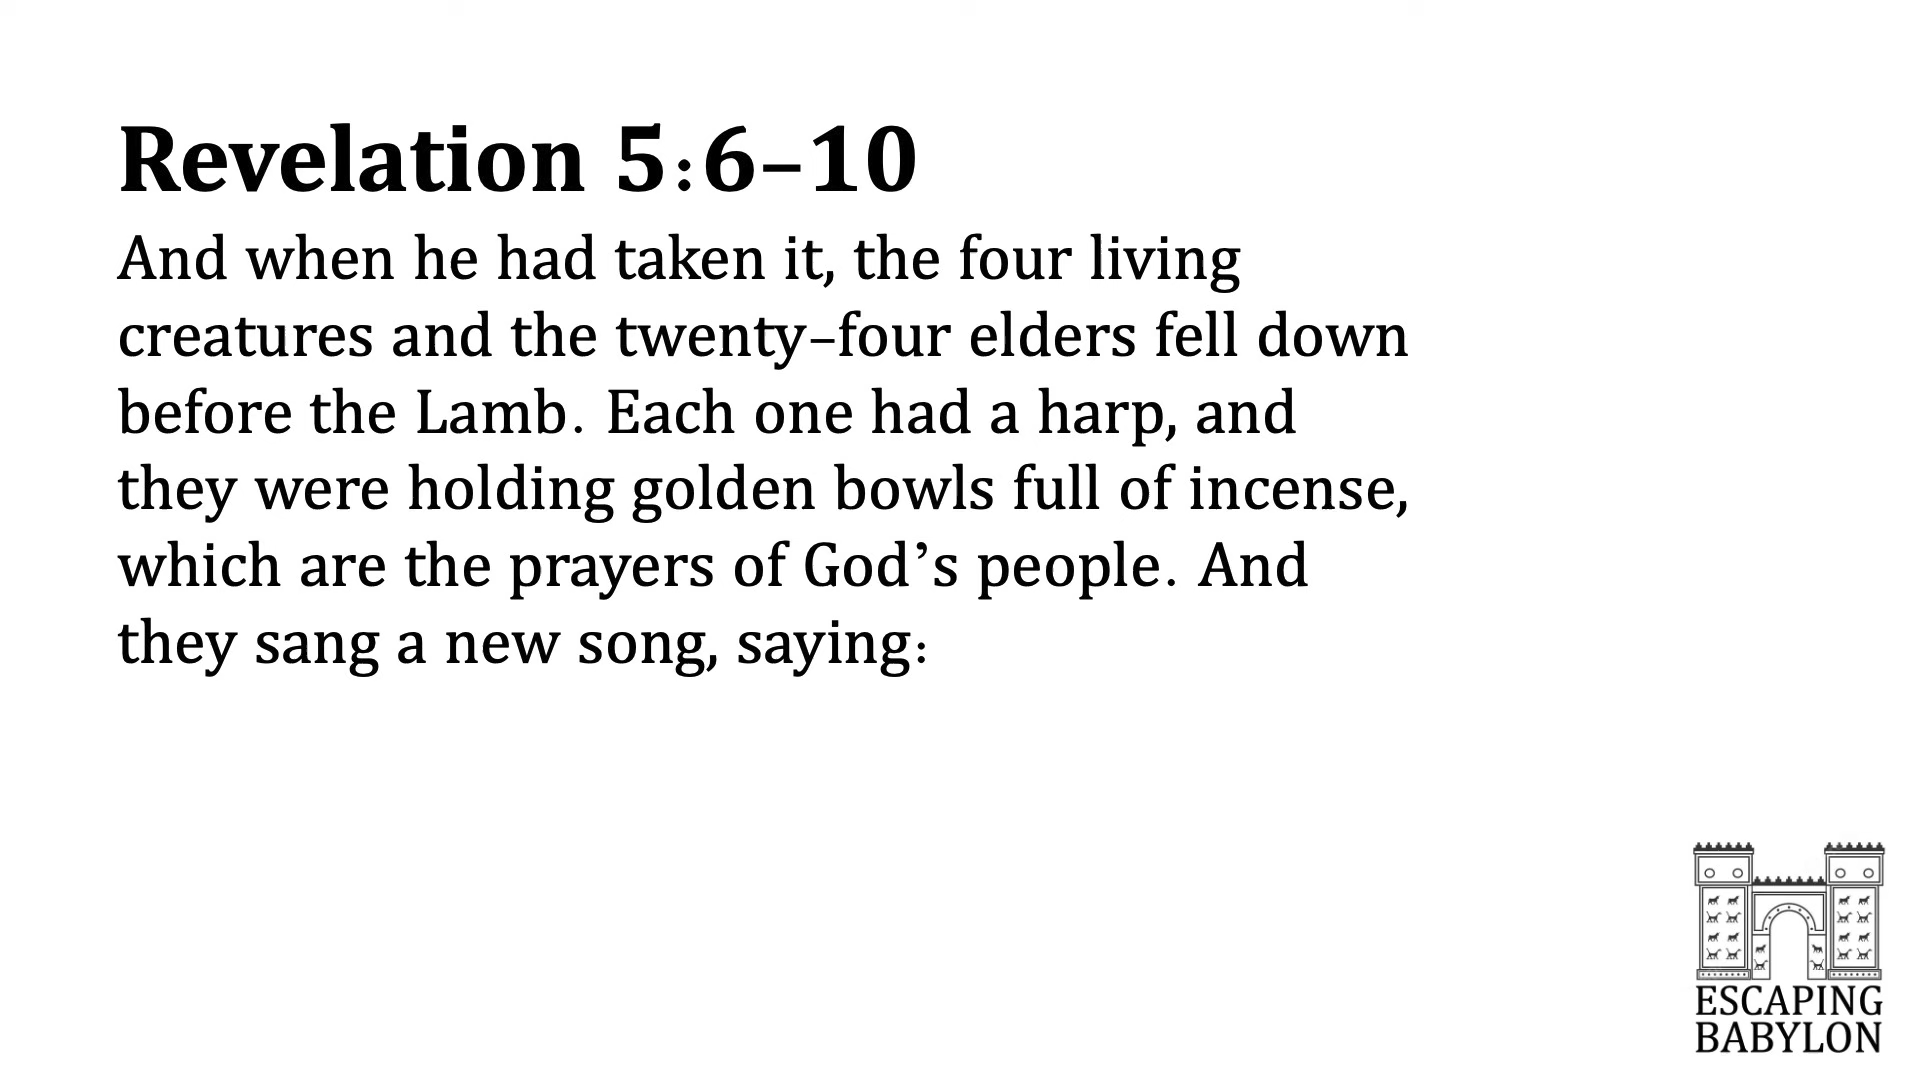 Revelation 5:6–10
And when he had taken it, the four living
creatures and the twenty–four elders fell down
before the Lamb. Each one had a harp, and
they were holding golden bowls full of incense,
which are the prayers of God’s people. And
they sang a new song, saying:
ESCAPING
BABYLON